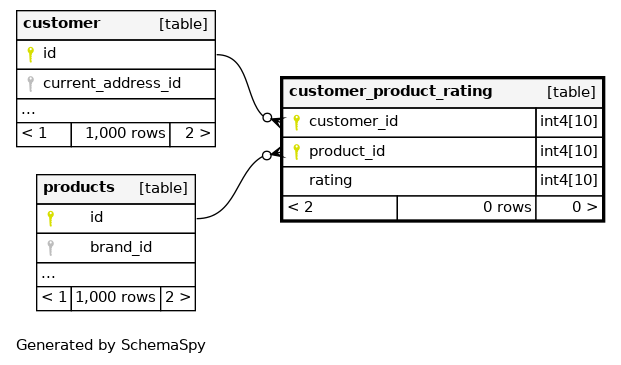 customer [table]
id
current_address_id
...
< 1 1,000 rows 2 >
customer_product_rating [table]
customer_id int4[10]
product_id int4[10]
rating int4[10]
< 2 0 rows 0 >
products [table]
id
brand_id
...
< 1 1,000 rows 2 >
Generated by SchemaSpy